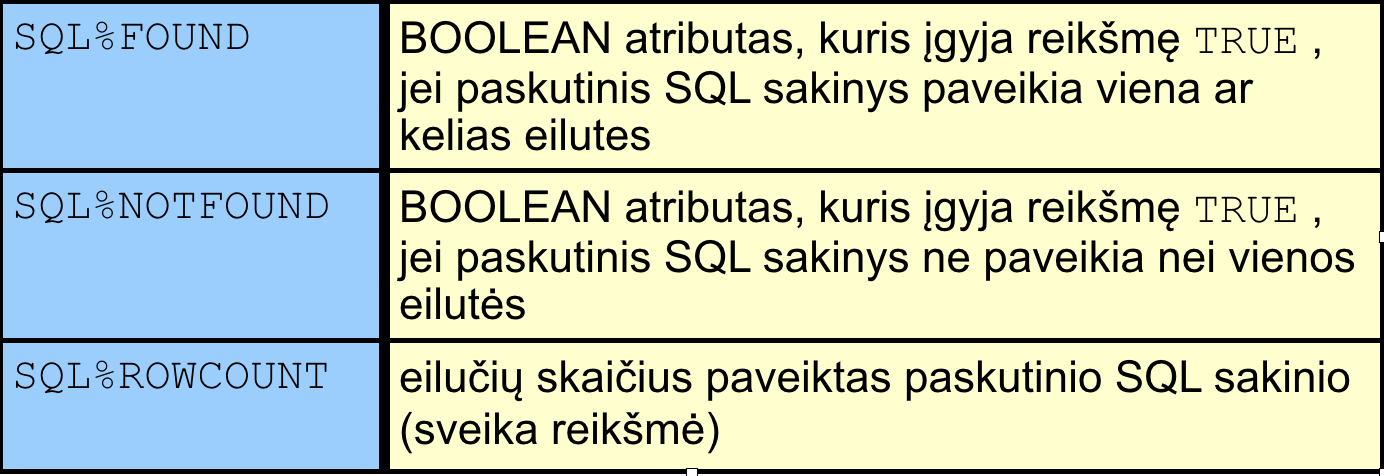 SQL%FOUND
BOOLEAN atributas, kuris įgyja reikšmę TRUE ,
jei paskutinis SQL sakinys paveikia viena ar
kelias eilutes
SQL%NOTFOUND
BOOLEAN atributas, kuris įgyja reikšmę TRUE ,
jei paskutinis SQL sakinys ne paveikia nei vienos
eilutės
SQL%ROWCOUNT
eilučių skaičius paveiktas paskutinio SQL sakinio
(sveika reikšmė)